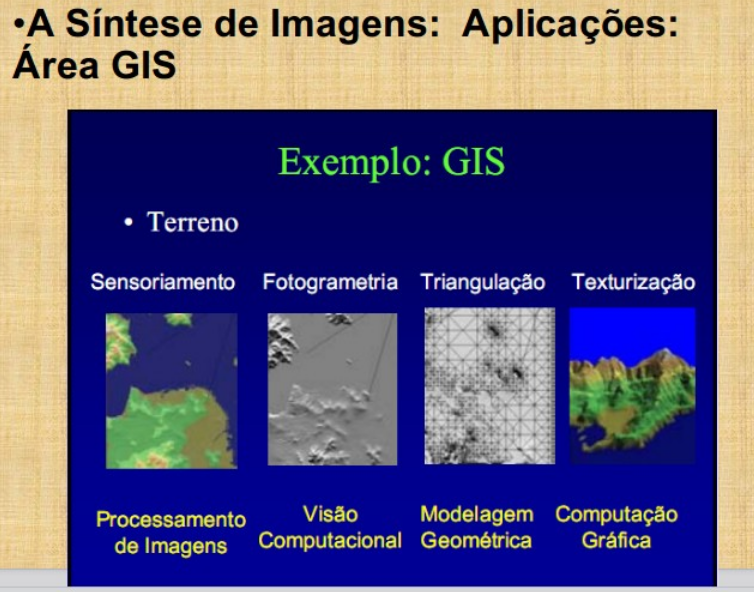 •A Síntese de Imagens: Aplicações:
Área GIS
Exemplo: GIS
• Terreno
Sensoriamento Fotogrametria Triangulação Texturização
Processamento de Imagens
Visão Computacional
Modelagem Geométrica
Computação Gráfica